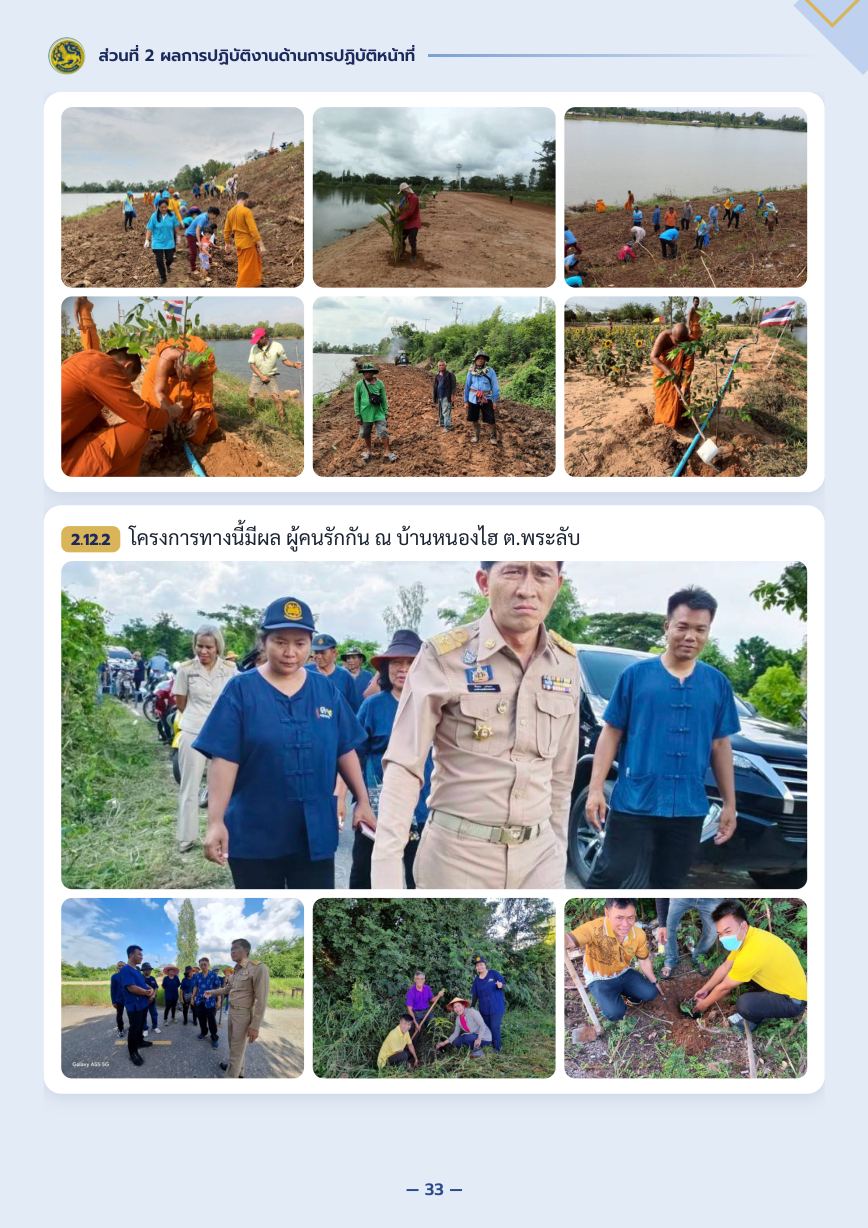 ส่วนที่ 2 ผลการปฏิบัติงานด้านการปฏิบัติหน้าที่
2.12.2 โครงการทางนี้มีผล ผู้คนรักกัน ณ บ้านหนองไฮ ต.พระลับ
Galaxy A55 5G
— 33 —